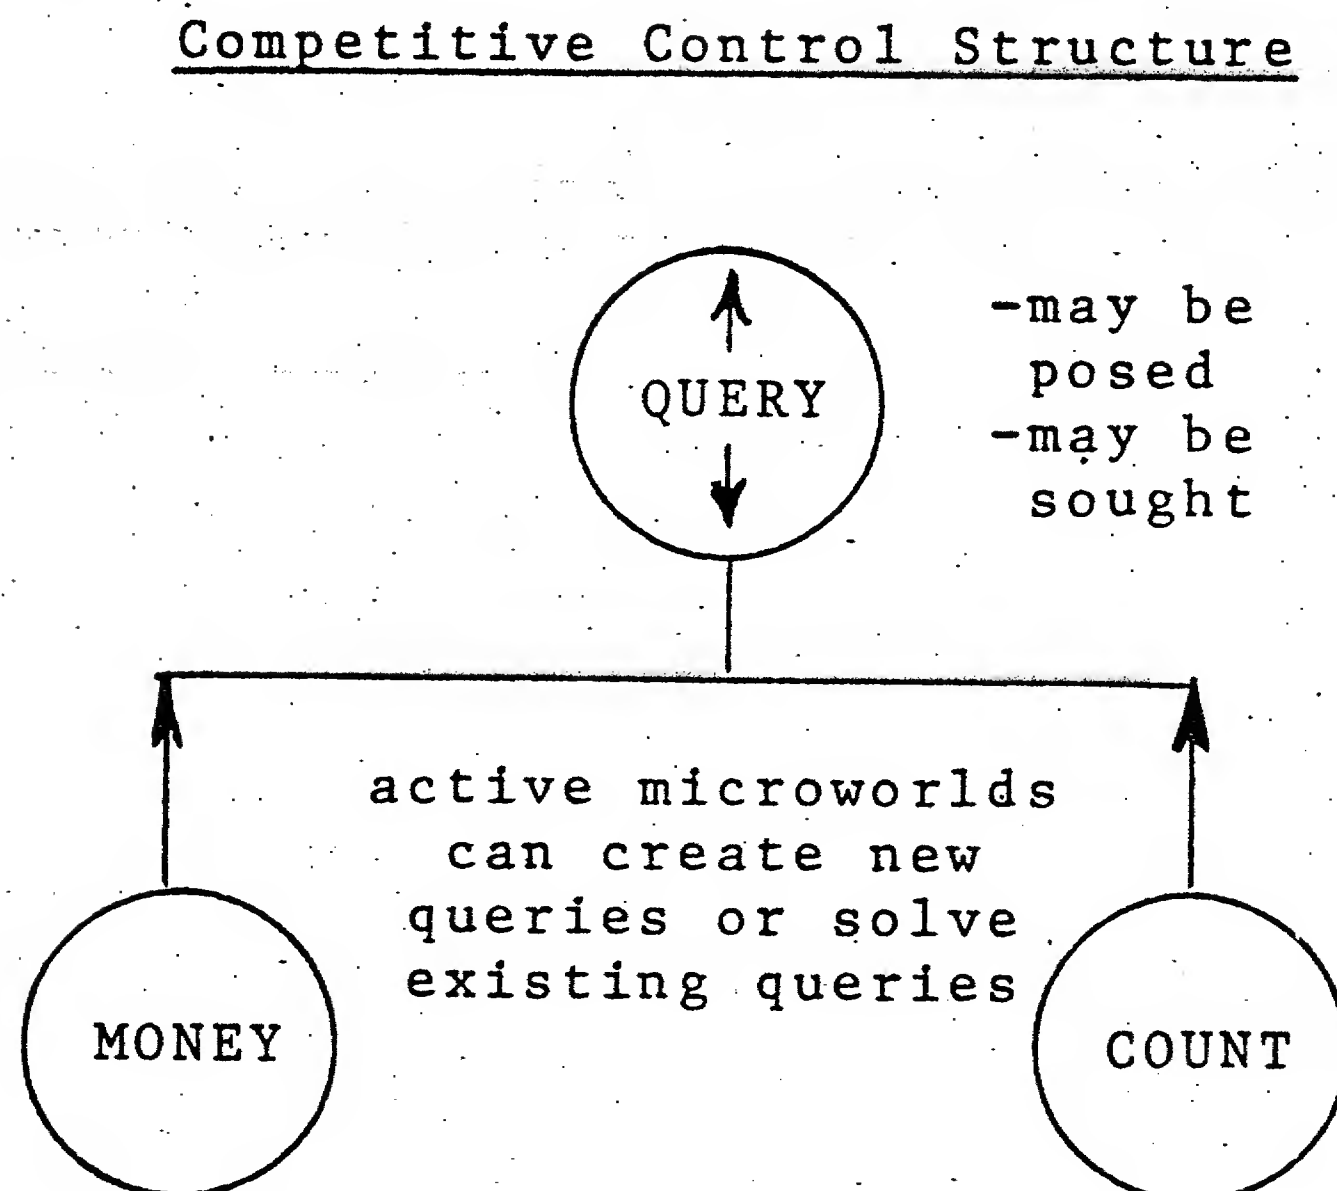 Competitive Control Structure
QUERY
-may be
posed
-may be
sought
active microworlds
can create new
queries or solve
existing queries
MONEY
COUNT